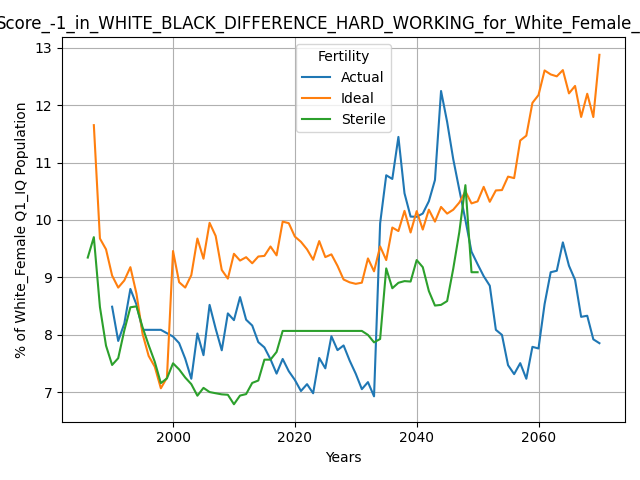 Score_-1_in_WHITE_BLACK_DIFFERENCE_HARD_WORKING_for_White_Female_
Fertility
Actual
Ideal
Sterile
% of White_Female Q1_IQ Population
13
12
11
10
9
8
7
2000 2020 2040 2060
Years